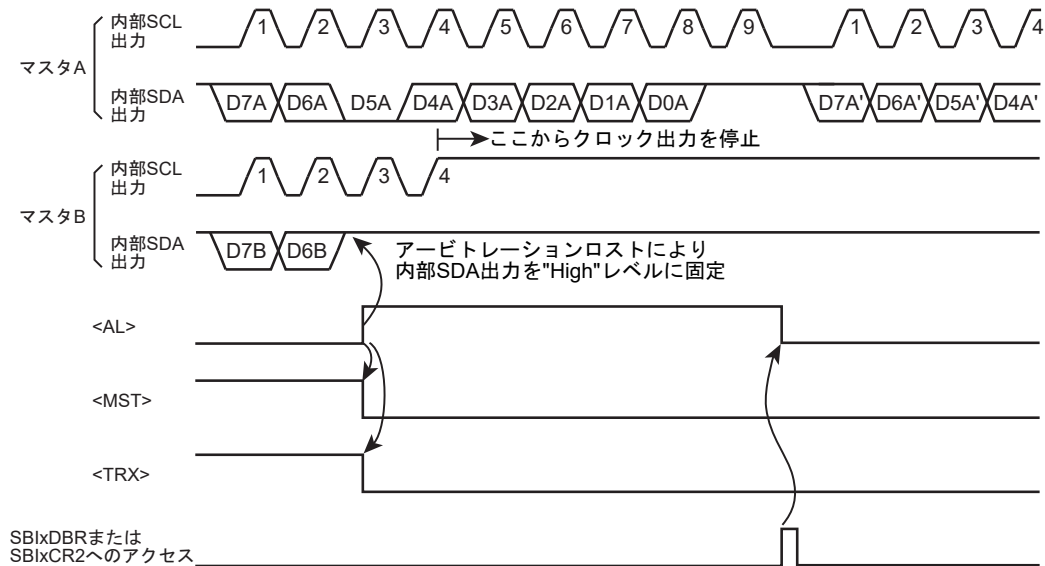 内部SCL 1 2 3 4 5 6 7 8 9 1 2 3 4
出力
マスタA
内部SDA D7A D6A D5A D4A D3A D2A D1A D0A D7A' D6A' D5A' D4A'
出力
ここからクロック出力を停止
内部SCL 1 2 3 4
出力
マスタB
内部SDA D7B D6B
出力
アービトレーションロストにより
内部SDA出力を"High"レベルに固定
<AL>
<MST>
<TRX>
SBIxDBRまたは
SBIxCR2へのアクセス